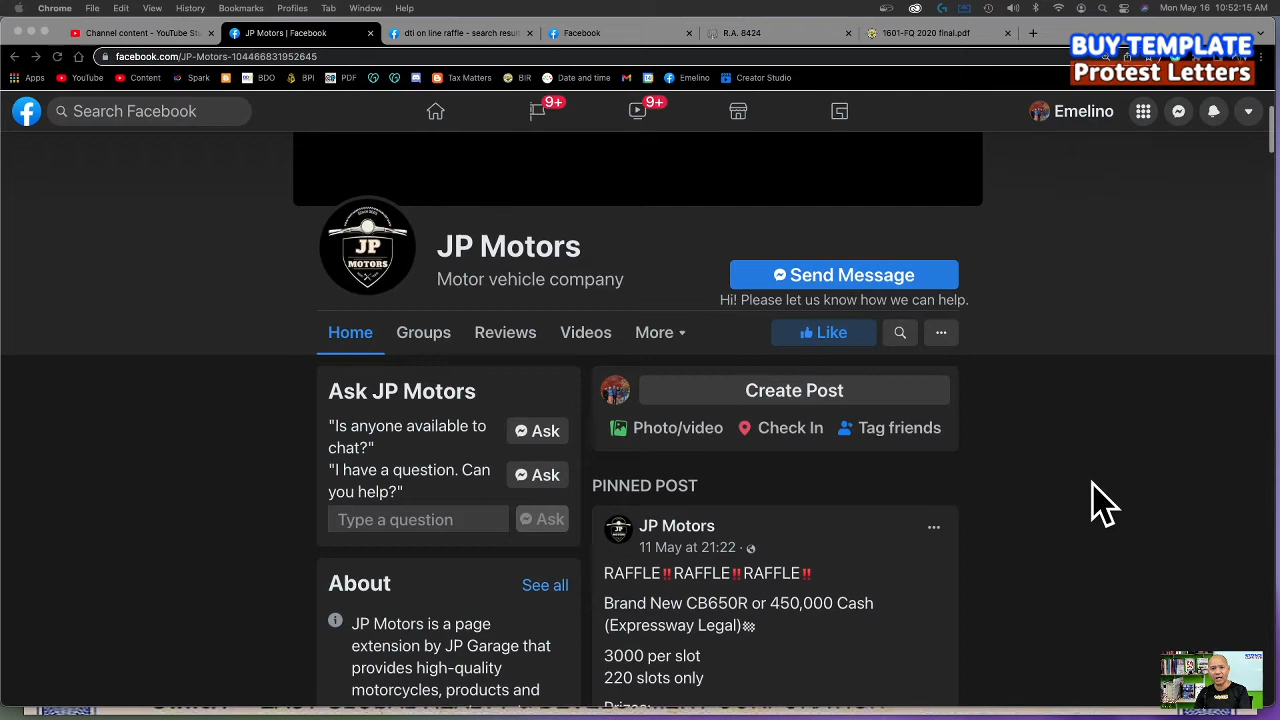 Chrome File Edit View History Bookmarks Profiles Tab Window Help Mon May 16 10:52:15 AM
Channel content - YouTube Stu JP Motors | Facebook dti on line raffle - search result Facebook R.A. 8424 1601-FQ 2020 final.pdf
BUY TEMPLATE
facebook.com/JP-Motors-104466831952645
Protest Letters
Apps YouTube Content Spark BDO BPI PDF Tax Matters BIR Date and time Emelino Creator Studio
Search Facebook 9+ 9+ Emelino
JP
MOTORS
JP Motors
Motor vehicle company
Send Message
Hi! Please let us know how we can help.
Home Groups Reviews Videos More Like
Ask JP Motors
"Is anyone available to
chat?"
Ask
"I have a question. Can
you help?"
Ask
Type a question Ask
Create Post
Photo/video Check In Tag friends
PINNED POST
JP Motors
11 May at 21:22
RAFFLE‼️RAFFLE‼️RAFFLE‼️
Brand New CB650R or 450,000 Cash
(Expressway Legal)🏁
3000 per slot
220 slots only
About See all
JP Motors is a page
extension by JP Garage that
provides high-quality
motorcycles, products and